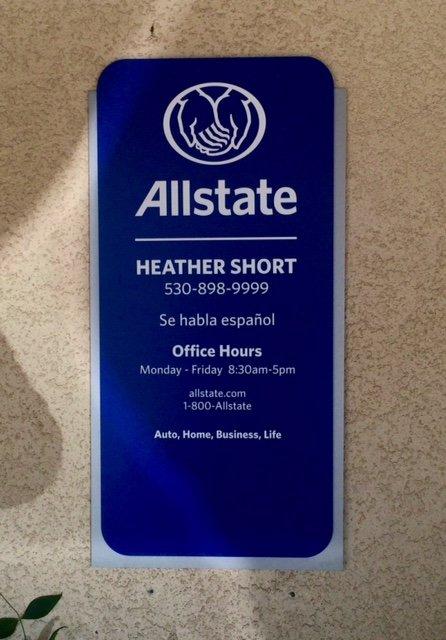 Allstate
HEATHER SHORT
530-898-9999
Se habla español
Office Hours
Monday - Friday 8:30am-5pm
allstate.com
1-800-Allstate
Auto, Home, Business, Life